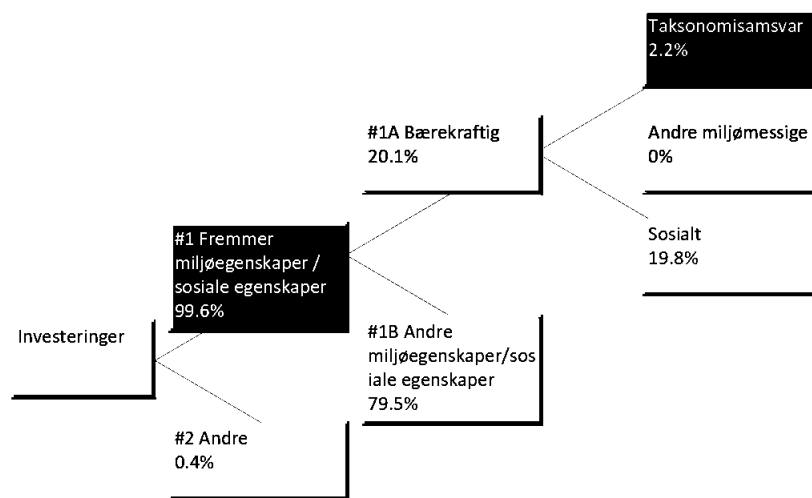 Taksonomisamsvar
2.2%
#1A Bærekraftig
20.1%
Andre miljømessige
0%
Sosialt
19.8%
#1 Fremmer
miljøegenskaper /
sosiale egenskaper
99.6%
Investeringer
#1B Andre
miljøegenskaper/sos
iale egenskaper
79.5%
#2 Andre
0.4%